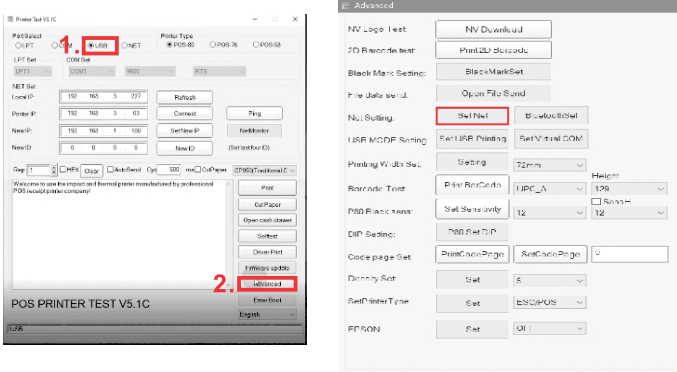 Printer Test V5.1C
Port Select
LPT
COM
USB
NET
1.
Printer Type
POS-80
POS-76
POS-58
LPT Set
LPT1
COM Set
COM1
9600
RTS
NET Set
Local IP:
192 168 3 227
Refresh
Printer IP:
192 168 3 63
Connect
Ping
New IP:
192 168 1 100
Set New IP
NetMonitor
New ID:
0 0 0 0
New ID
(Set last four ID)
Rep 1
HEX
Clear
AutoSend
Cyc
500 ms
CutPaper
CP950(Traditional C
Welcome to use the impact and thermal printer manufactured by professional
POS receipt printer company!
Print
Cut Paper
Open cash drawer
Selftest
Driver Print
Firmware update
2.
Advanced
Enter Boot
English
POS PRINTER TEST V5.1C
USB
Advanced
NV Logo Test:
NV Download
2D Barcode test:
Print 2D Barcode
Black Mark Setting:
BlackMarkSet
File data send:
Open File Send
Net Setting:
Set Net
BluetoothSet
USB MODE Setting:
Set USB Printing
Set Virtual COM
Printing Width Set:
Setting
72mm
Height
Barcode Test:
Print BarCode
UPC_A
129
P80 Black sens:
Set Sensitivity
12
12
DIP Setting:
P80 Set DIP
Code page Set
PrintCodePage
SetCodePage
0
Density Set
Set
5
SetPrinterType
Set
ESC/POS
EPSON
Set